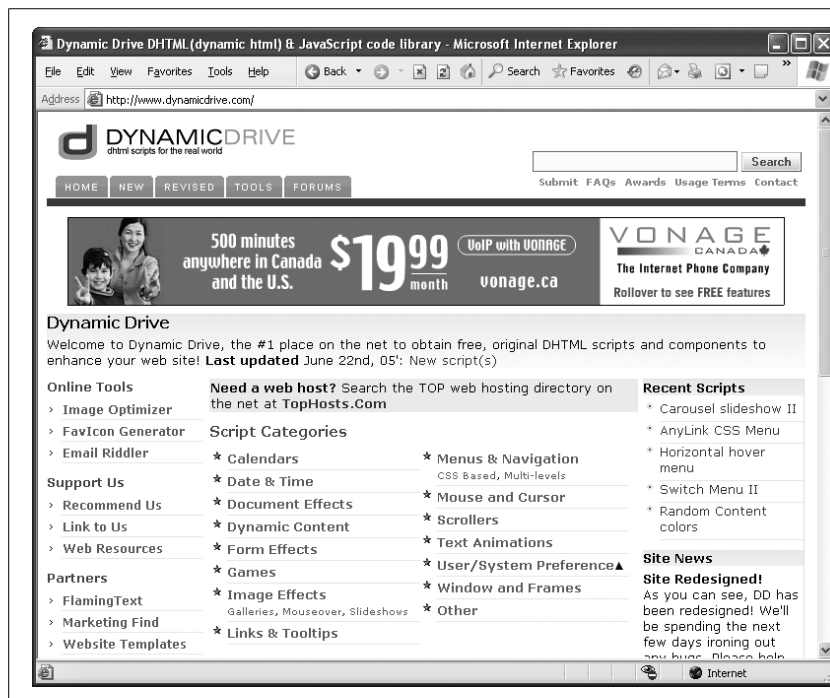 Dynamic Drive DHTML(dynamic html) & JavaScript code library - Microsoft Internet Explorer
File Edit View Favorites Tools Help Back Search Favorites
Address http://www.dynamicdrive.com/
DYNAMICDRIVE
dhtml scripts for the real world
Search
HOME NEW REVISED TOOLS FORUMS
Submit FAQs Awards Usage Terms Contact
500 minutes
anywhere in Canada
and the U.S.
$19 99
month
VoIP with VONAGE
vonage.ca
VONAGE
CANADA
The Internet Phone Company
Rollover to see FREE features
Dynamic Drive
Welcome to Dynamic Drive, the #1 place on the net to obtain free, original DHTML scripts and components to
enhance your web site! Last updated June 22nd, 05': New script(s)
Online Tools
› Image Optimizer
› FavIcon Generator
› Email Riddler
Support Us
› Recommend Us
› Link to Us
› Web Resources
Partners
› FlamingText
› Marketing Find
› Website Templates
Need a web host? Search the TOP web hosting directory on
the net at TopHosts.Com
Script Categories
* Calendars
* Date & Time
* Document Effects
* Dynamic Content
* Form Effects
* Games
* Image Effects
Galleries, Mouseover, Slideshows
* Links & Tooltips
* Menus & Navigation
CSS Based, Multi-levels
* Mouse and Cursor
* Scrollers
* Text Animations
* User/System Preference▲
* Window and Frames
* Other
Recent Scripts
* Carousel slideshow II
* AnyLink CSS Menu
* Horizontal hover
menu
* Switch Menu II
* Random Content
colors
Site News
Site Redesigned!
As you can see, DD has
been redesigned! We'll
be spending the next
few days ironing out
any bugs. Please help
Internet